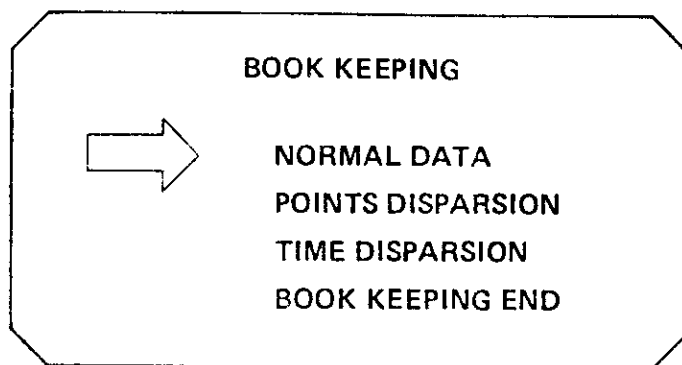 BOOK KEEPING
NORMAL DATA
POINTS DISPARSION
TIME DISPARSION
BOOK KEEPING END